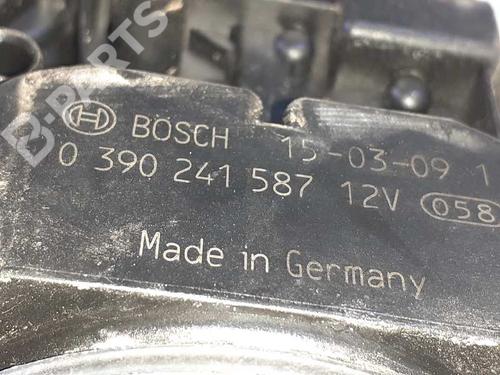 B-PARTS
BOSCH 15-03-09 1
0 390 241 587 12V 058
Made in Germany